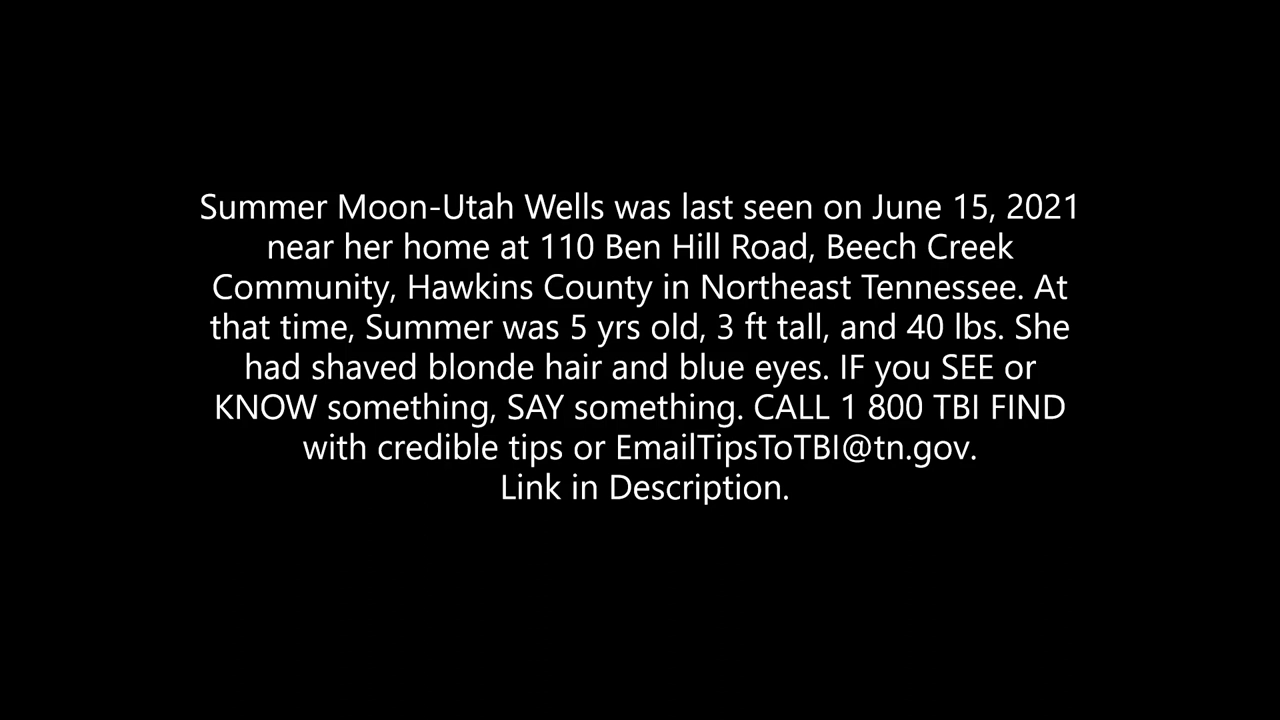 Summer Moon-Utah Wells was last seen on June 15, 2021
near her home at 110 Ben Hill Road, Beech Creek
Community, Hawkins County in Northeast Tennessee. At
that time, Summer was 5 yrs old, 3 ft tall, and 40 lbs. She
had shaved blonde hair and blue eyes. IF you SEE or
KNOW something, SAY something. CALL 1 800 TBI FIND
with credible tips or EmailTipsToTBI@tn.gov.
Link in Description.